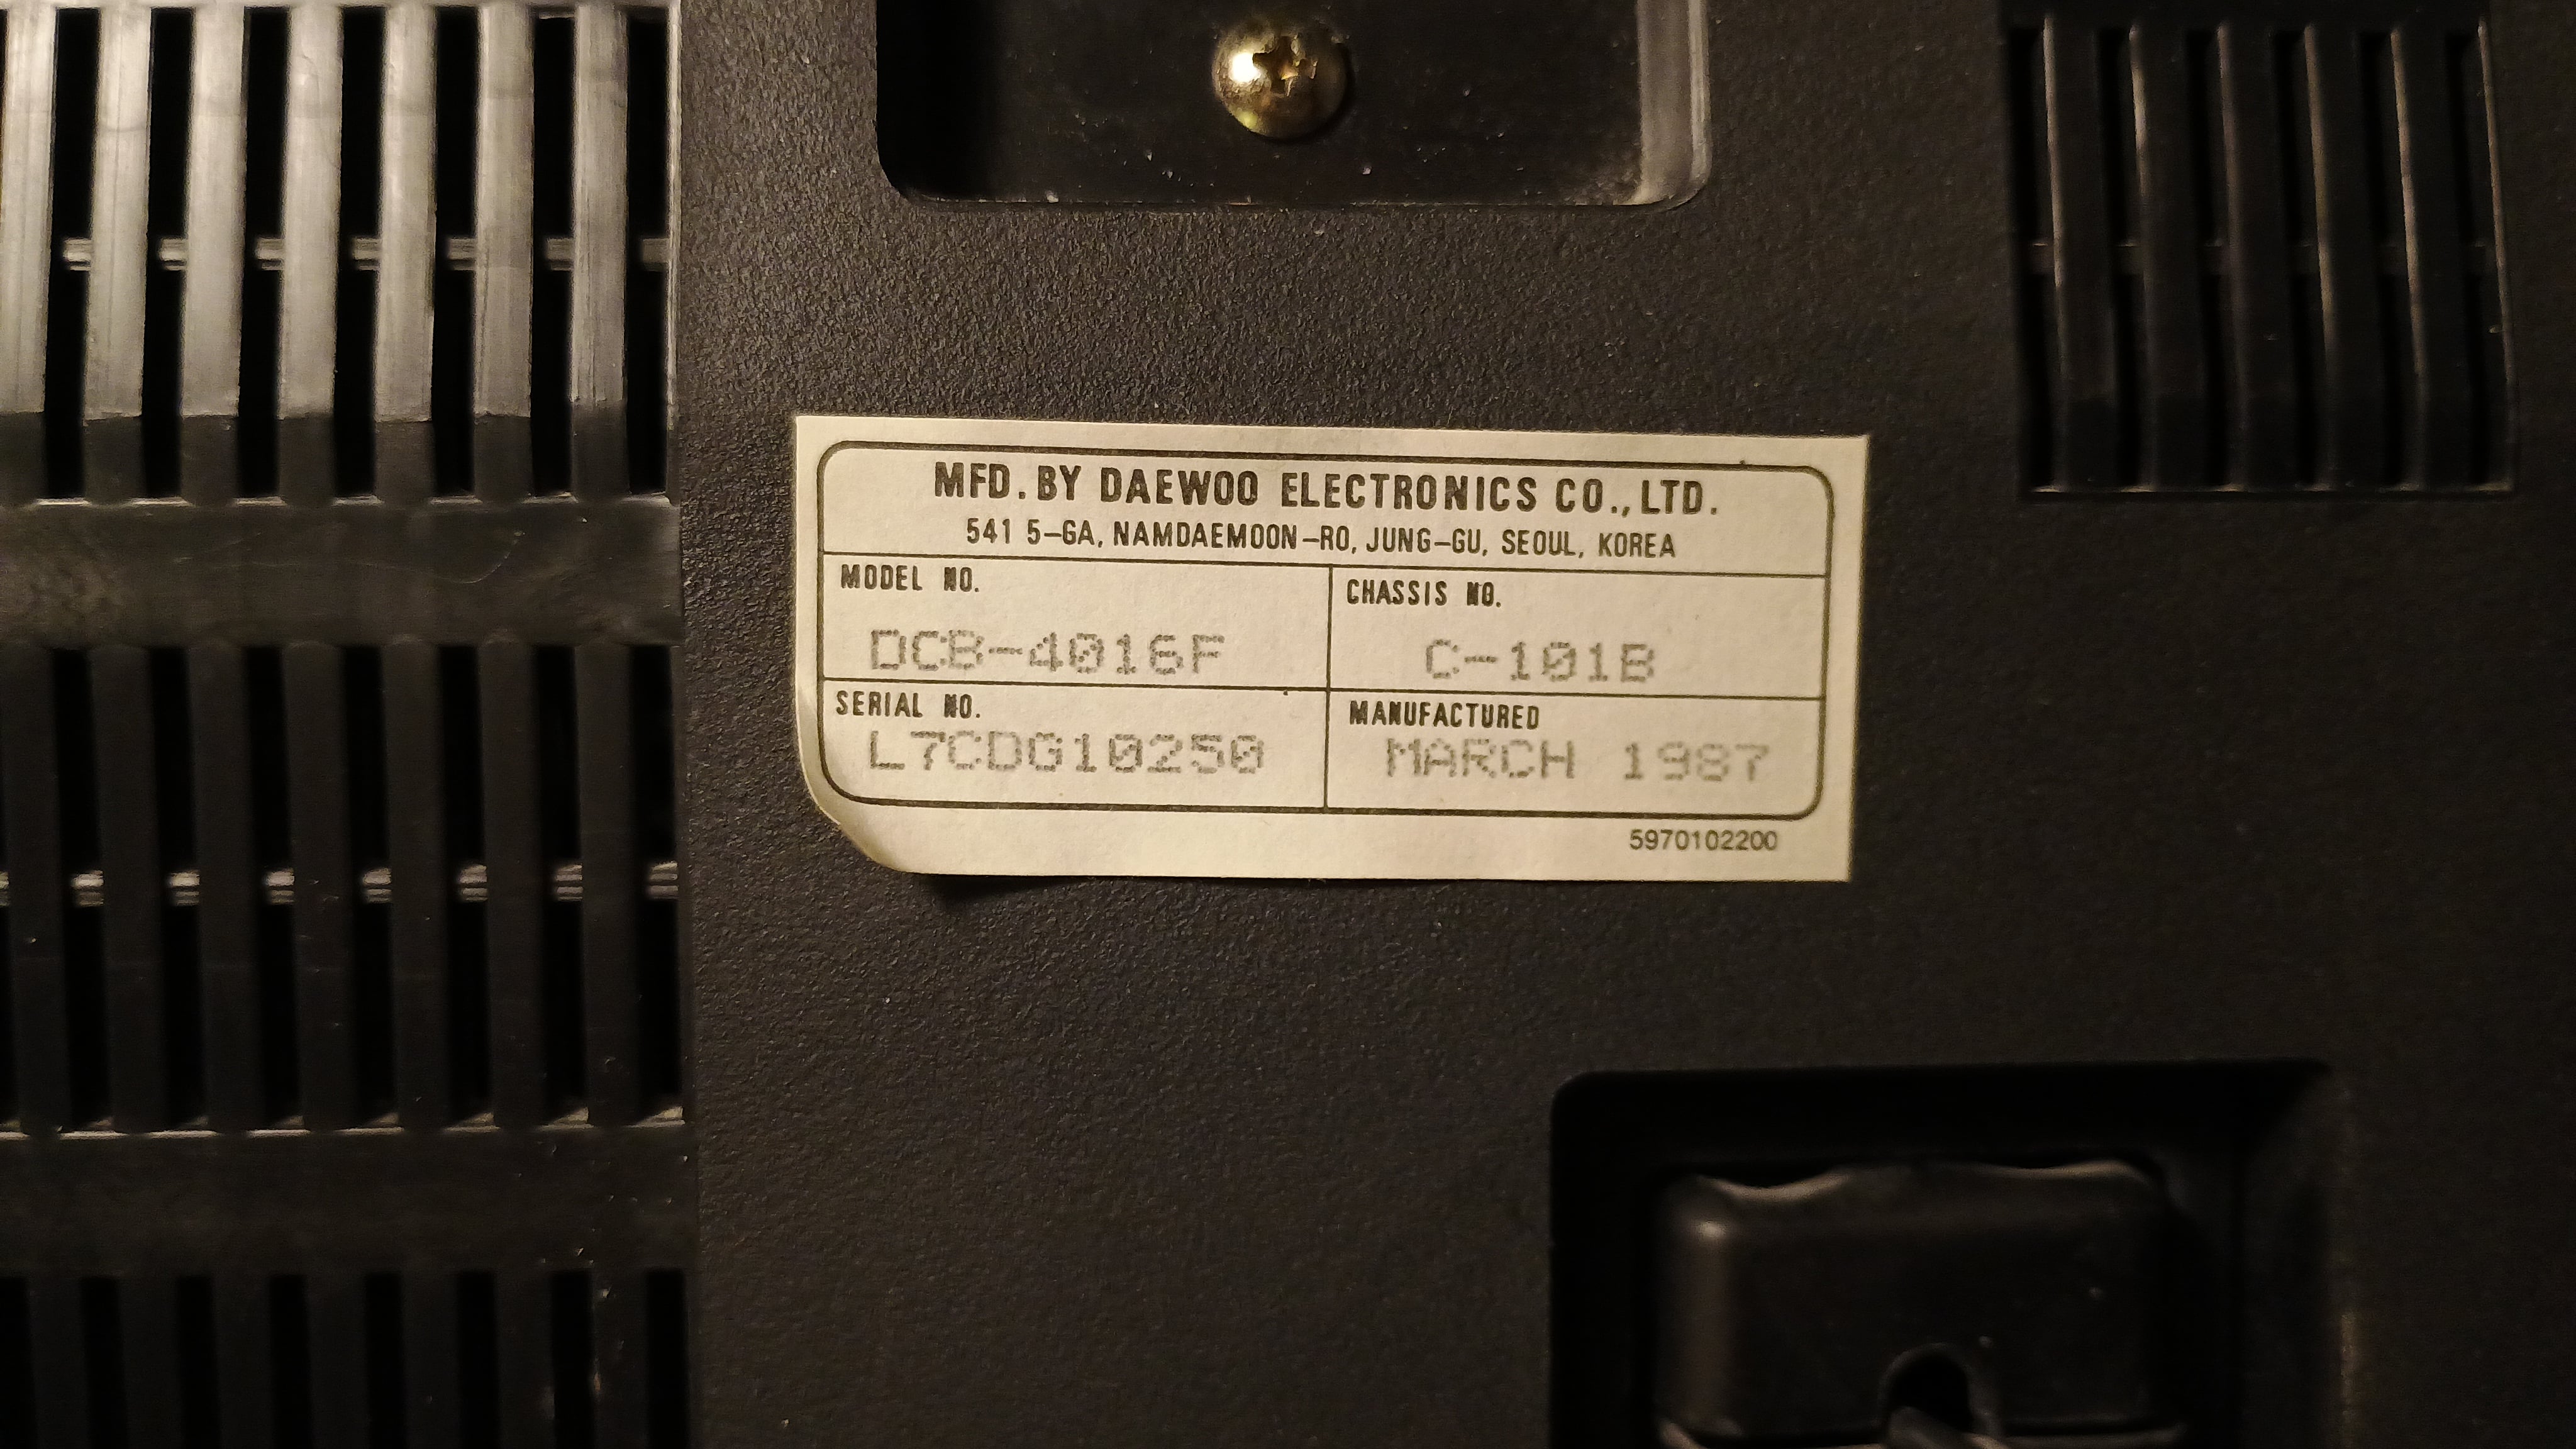 MFD. BY DAEWOO ELECTRONICS CO., LTD.
541 5-GA, NAMDAEMOON-RO, JUNG-GU, SEOUL, KOREA
MODEL NO.
DCB-4016F
CHASSIS NO.
C-101B
SERIAL NO.
L7CDG10250
MANUFACTURED
MARCH 1987
5970102200